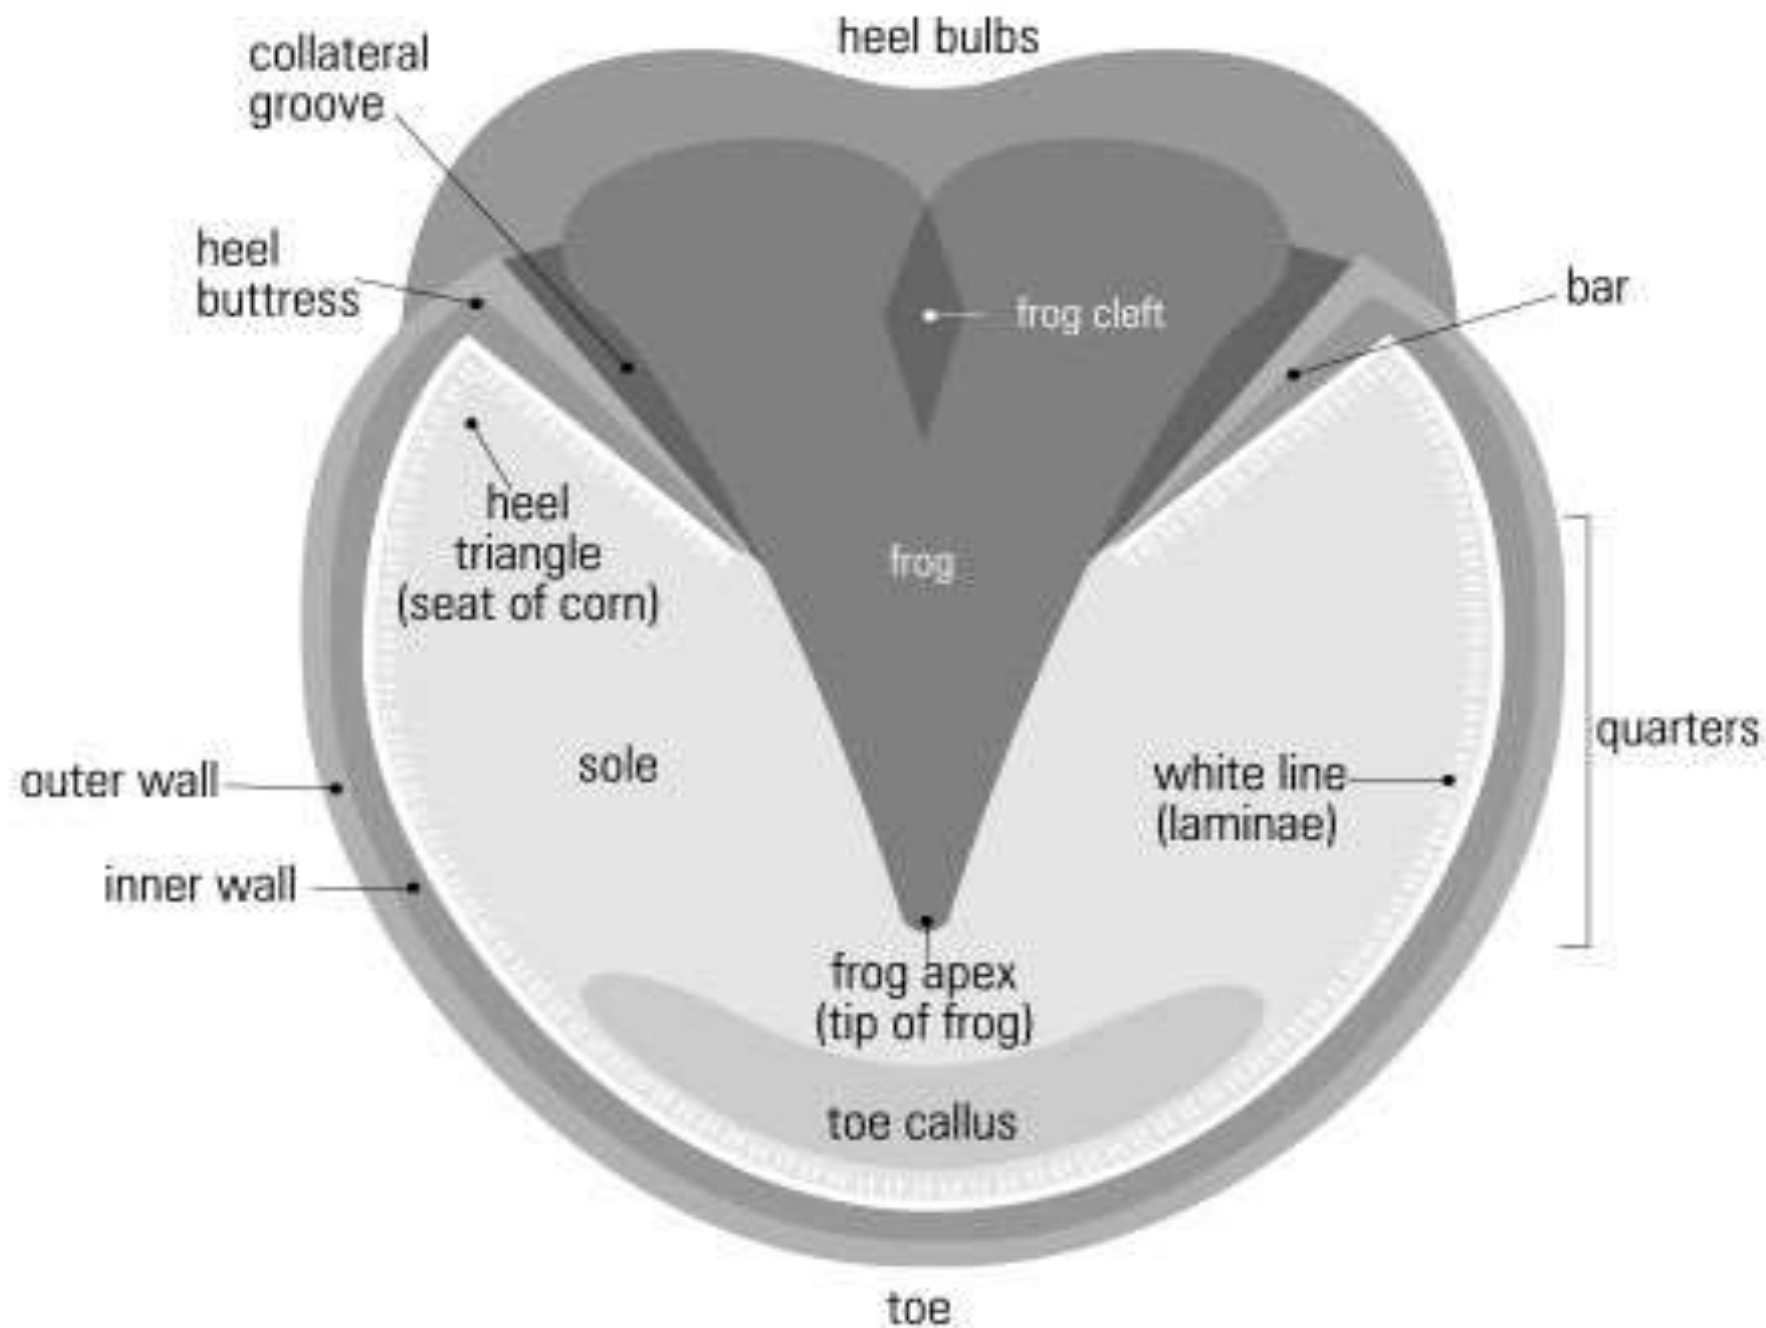 heel bulbs
collateral
groove
heel
buttress
bar
frog cleft
heel
triangle
(seat of corn)
frog
quarters
sole
white line
(laminae)
outer wall
inner wall
frog apex
(tip of frog)
toe callus
toe